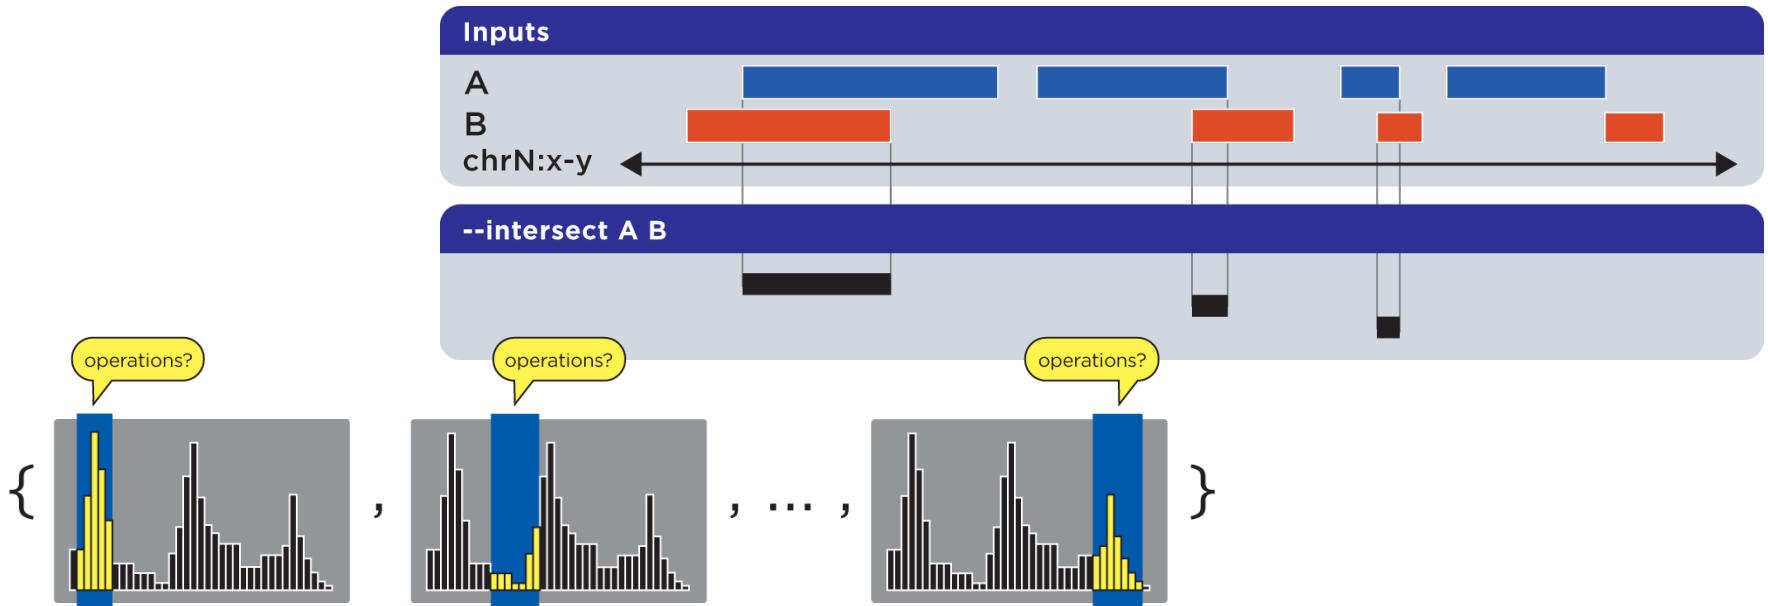 Inputs
A
B
chrN:x-y
--intersect A B
operations?
operations?
operations?
{ , , ... , }